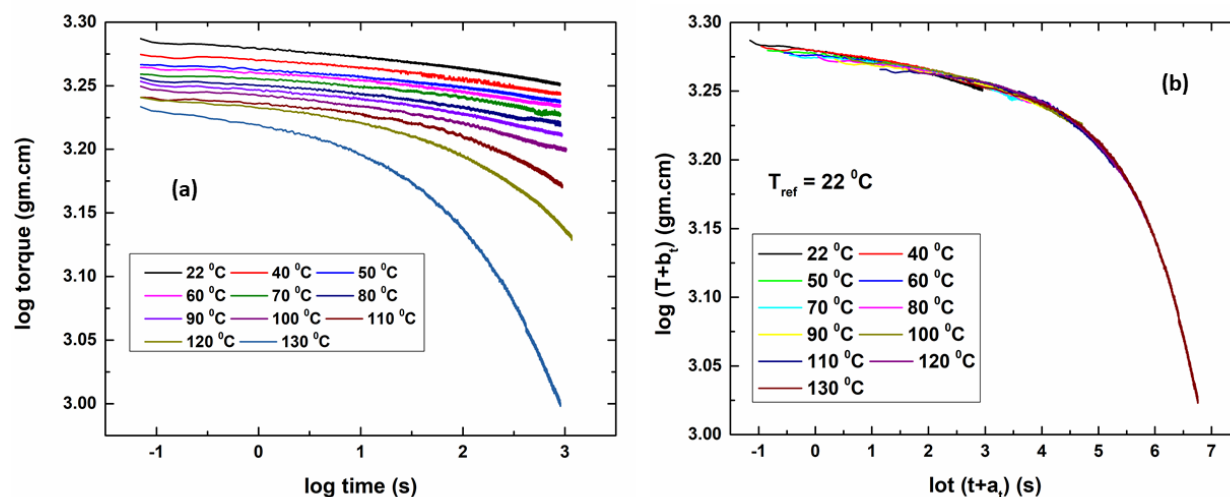 3.30
3.25
3.20
3.15
3.10
3.05
3.00
log torque (gm.cm)
(a)
22 ⁰C 40 ⁰C 50 ⁰C
60 ⁰C 70 ⁰C 80 ⁰C
90 ⁰C 100 ⁰C 110 ⁰C
120 ⁰C 130 ⁰C
-1 0 1 2 3
log time (s)
3.30
3.25
3.20
3.15
3.10
3.05
3.00
log (T+bt) (gm.cm)
(b)
Tref = 22 ⁰C
22 ⁰C 40 ⁰C
50 ⁰C 60 ⁰C
70 ⁰C 80 ⁰C
90 ⁰C 100 ⁰C
110 ⁰C 120 ⁰C
130 ⁰C
-1 0 1 2 3 4 5 6 7
lot (t+at) (s)